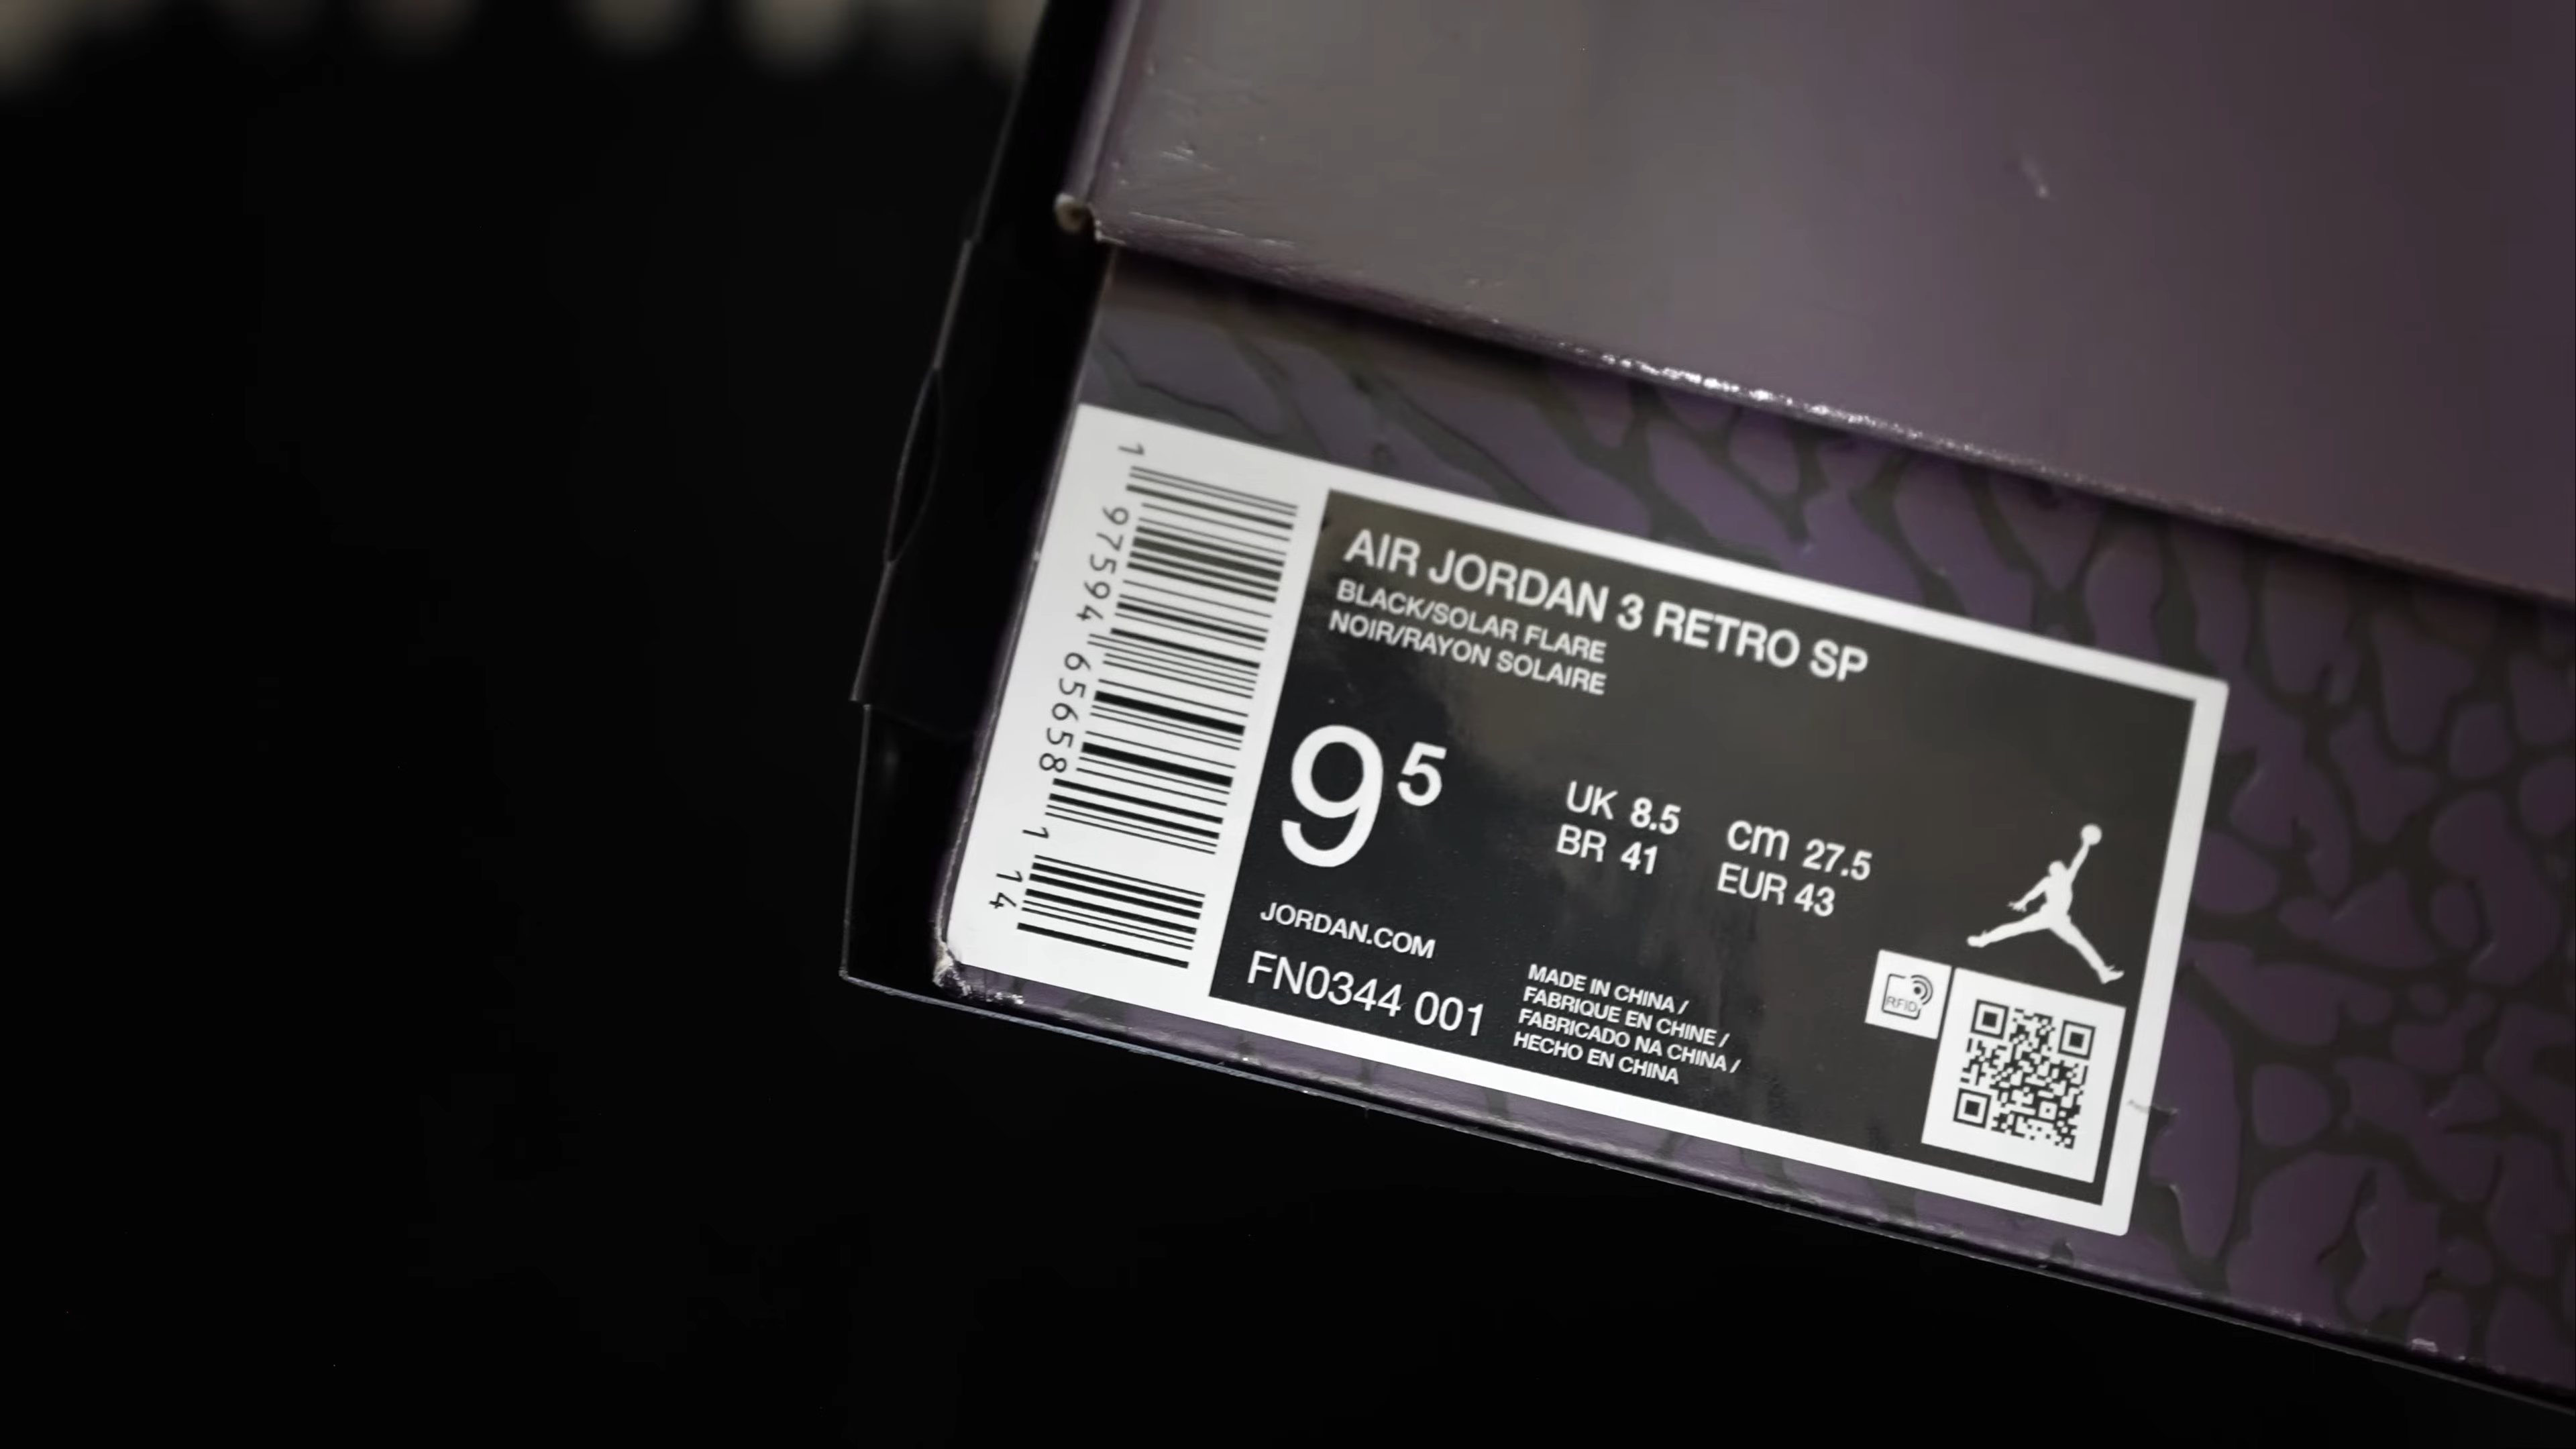 1 97594 65658 1 14
AIR JORDAN 3 RETRO SP
BLACK/SOLAR FLARE
NOIR/RAYON SOLAIRE
9 5
UK 8.5 cm 27.5
BR 41 EUR 43
JORDAN.COM
FN0344 001
MADE IN CHINA /
FABRIQUE EN CHINE /
FABRICADO NA CHINA /
HECHO EN CHINA
RFID